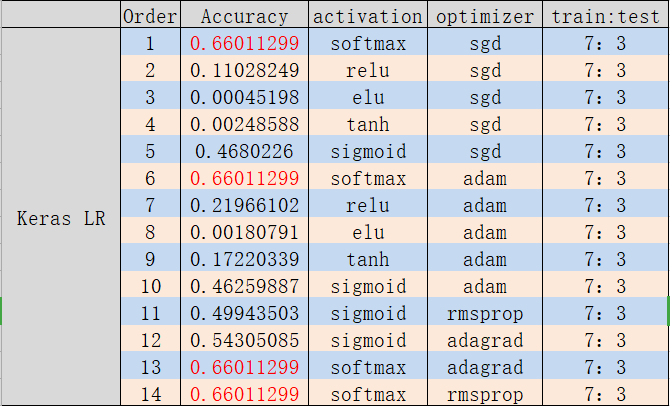 Order Accuracy activation optimizer train:test
1 0.66011299 softmax sgd 7：3
2 0.11028249 relu sgd 7：3
3 0.00045198 elu sgd 7：3
4 0.00248588 tanh sgd 7：3
5 0.4680226 sigmoid sgd 7：3
6 0.66011299 softmax adam 7：3
7 0.21966102 relu adam 7：3
Keras LR
8 0.00180791 elu adam 7：3
9 0.17220339 tanh adam 7：3
10 0.46259887 sigmoid adam 7：3
11 0.49943503 sigmoid rmsprop 7：3
12 0.54305085 sigmoid adagrad 7：3
13 0.66011299 softmax adagrad 7：3
14 0.66011299 softmax rmsprop 7：3